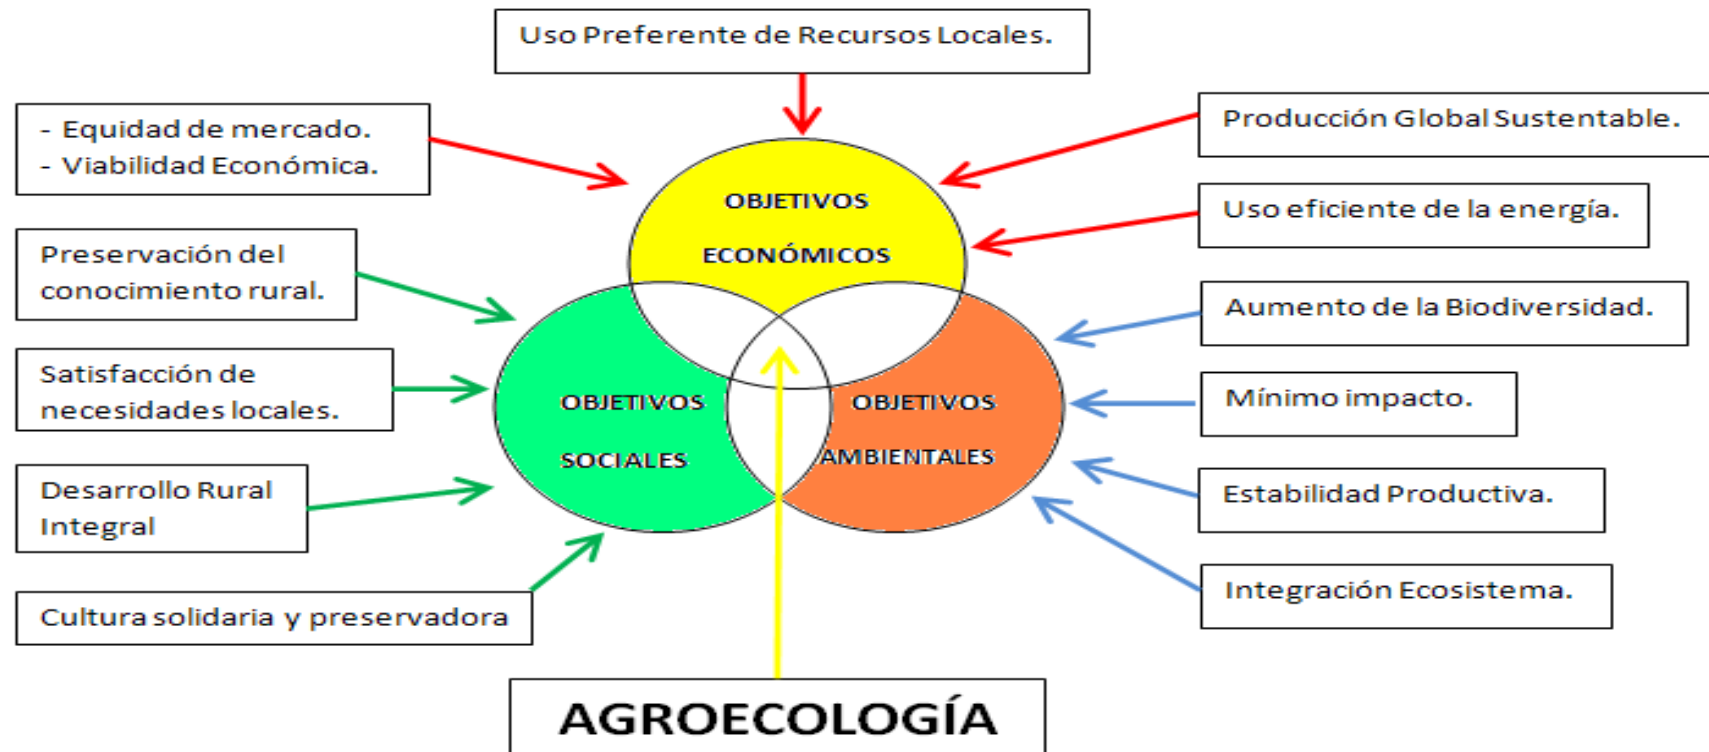 Uso Preferente de Recursos Locales.
- Equidad de mercado.
- Viabilidad Económica.
Producción Global Sustentable.
Uso eficiente de la energía.
OBJETIVOS
ECONÓMICOS
Preservación del
conocimiento rural.
Aumento de la Biodiversidad.
Satisfacción de
necesidades locales.
Mínimo impacto.
OBJETIVOS
SOCIALES
OBJETIVOS
AMBIENTALES
Desarrollo Rural
Integral
Estabilidad Productiva.
Cultura solidaria y preservadora
Integración Ecosistema.
AGROECOLOGÍA